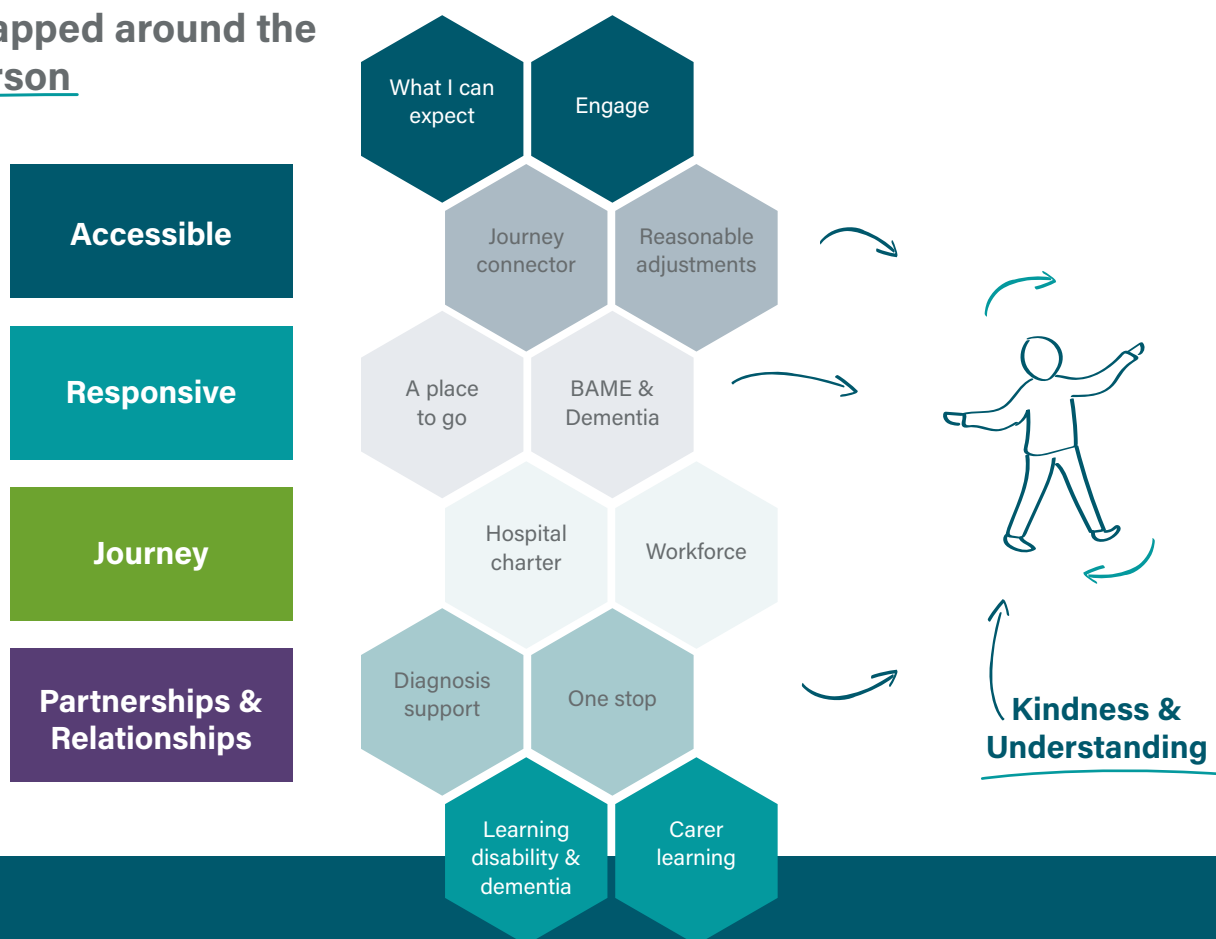 apped around the
rson
What I can
expect
Engage
Accessible
Journey
connector
Reasonable
adjustments
Responsive
A place
to go
BAME &
Dementia
Journey
Hospital
charter
Workforce
Partnerships &
Relationships
Diagnosis
support
One stop
Kindness &
Understanding
Learning
disability &
dementia
Carer
learning